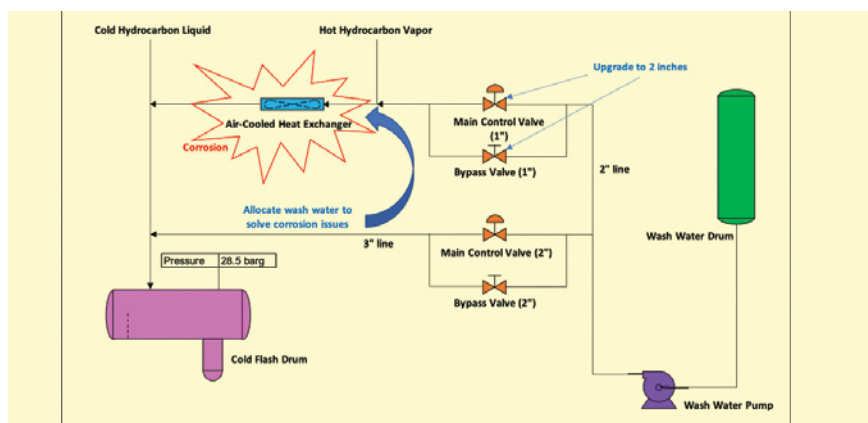 Cold Hydrocarbon Liquid
Hot Hydrocarbon Vapor
Upgrade to 2 inches
Air-Cooled Heat Exchanger
Main Control Valve
(1")
Corrosion
Bypass Valve (1")
2" line
Allocate wash water to
solve corrosion issues
Wash Water Drum
3" line
Main Control Valve (2")
Pressure 28.5 barg
Bypass Valve (2")
Cold Flash Drum
Wash Water Pump